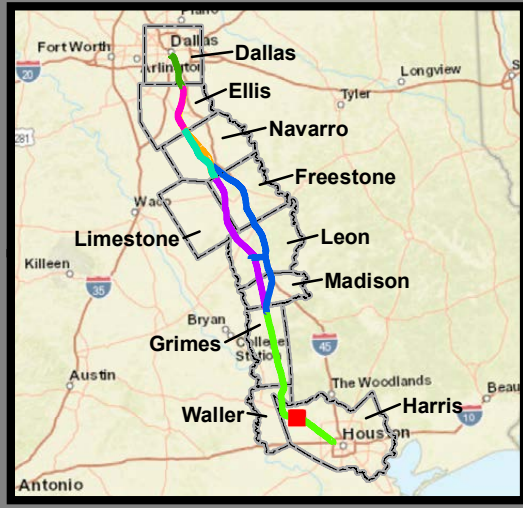 Plano
Fort Worth
Dallas
Dallas
Arlington
20
Longview
Ellis
Tyler
281
Navarro
Waco
Freestone
Limestone
Leon
Killeen
Madison
35
Bryan
Grimes
College
Station
45
Austin
The Woodlands
Beau
Waller
Harris
10
Houston
Antonio